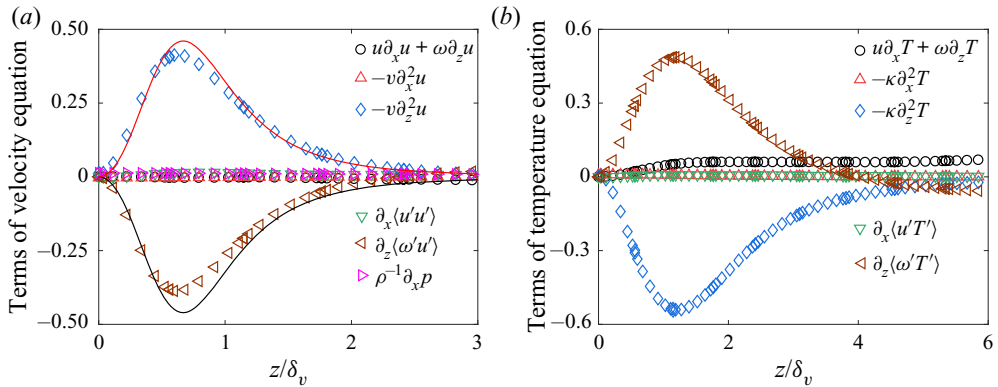 (a)
Terms of velocity equation
0.50
0.25
0
−0.25
−0.50
0
1
2
3
z/δv
u∂xu + ω∂zu
−ν∂x²u
−ν∂z²u
∂x⟨u′u′⟩
∂z⟨ω′u′⟩
ρ⁻¹∂xp
(b)
Terms of temperature equation
0.6
0.3
0
−0.3
−0.6
0
2
4
6
z/δv
u∂xT + ω∂zT
−κ∂x²T
−κ∂z²T
∂x⟨u′T′⟩
∂z⟨ω′T′⟩